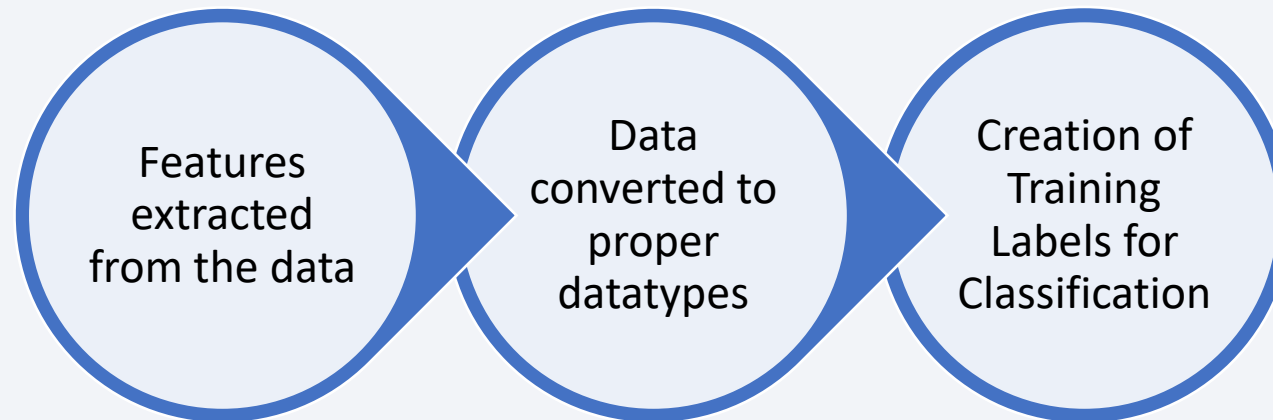 Features
extracted
from the data
Data
converted to
proper
datatypes
Creation of
Training
Labels for
Classification